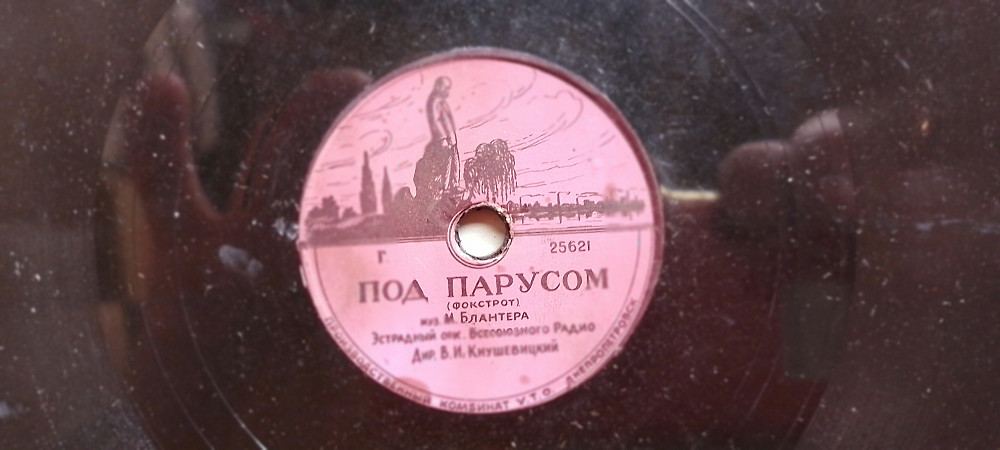 Г 25621
ПОД ПАРУСОМ
(ФОКСТРОТ)
муз. М. БЛАНТЕРА
ЭСТРАДНЫЙ ОРК. ВСЕСОЮЗНОГО РАДИО
ДИР. В.И. КНУШЕВИЦКИЙ
ПРОИЗВОДСТВЕННЫЙ КОМБИНАТ У.Т.О. ДНЕПРОПЕТРОВСК